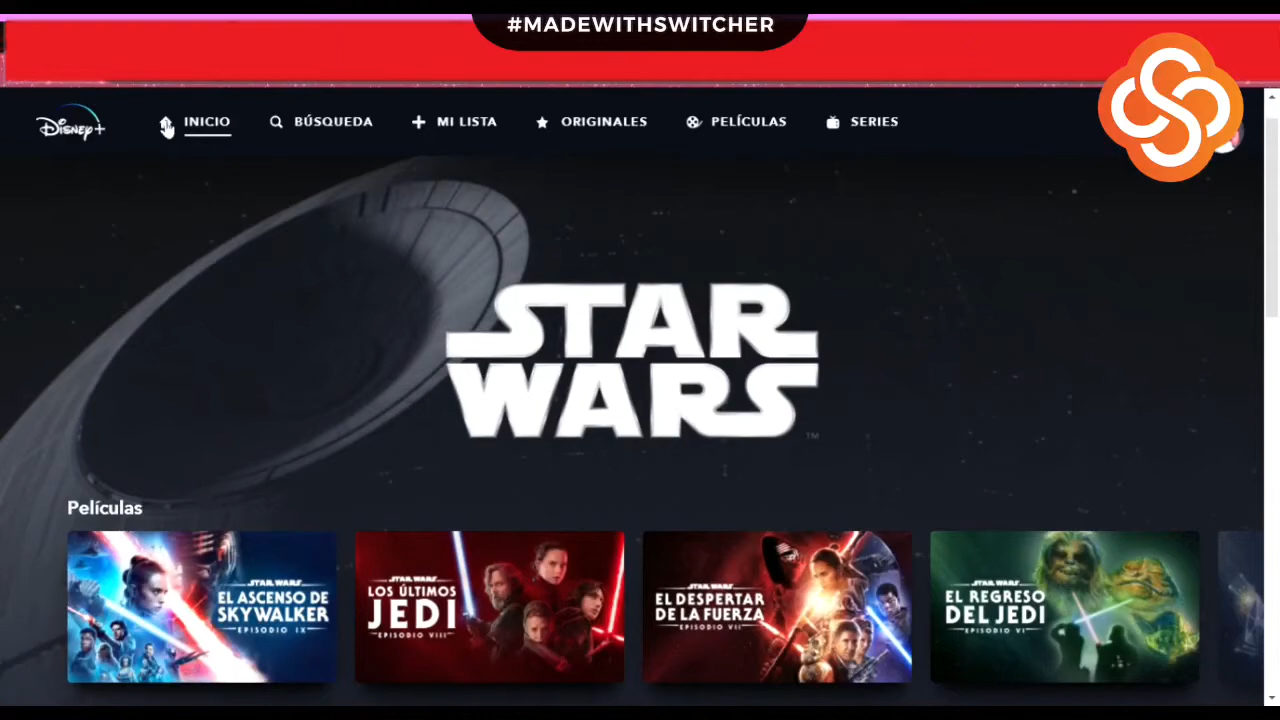 #MADEWITHSWITCHER
Disney+
INICIO
BÚSQUEDA
MI LISTA
ORIGINALES
PELÍCULAS
SERIES
STAR
WARS
TM
Películas
STAR WARS
EL ASCENSO DE
SKYWALKER
EPISODIO IX
STAR WARS
LOS ÚLTIMOS
JEDI
EPISODIO VIII
STAR WARS
EL DESPERTAR
DE LA FUERZA
EPISODIO VII
STAR WARS
EL REGRESO
DEL JEDI
EPISODIO VI